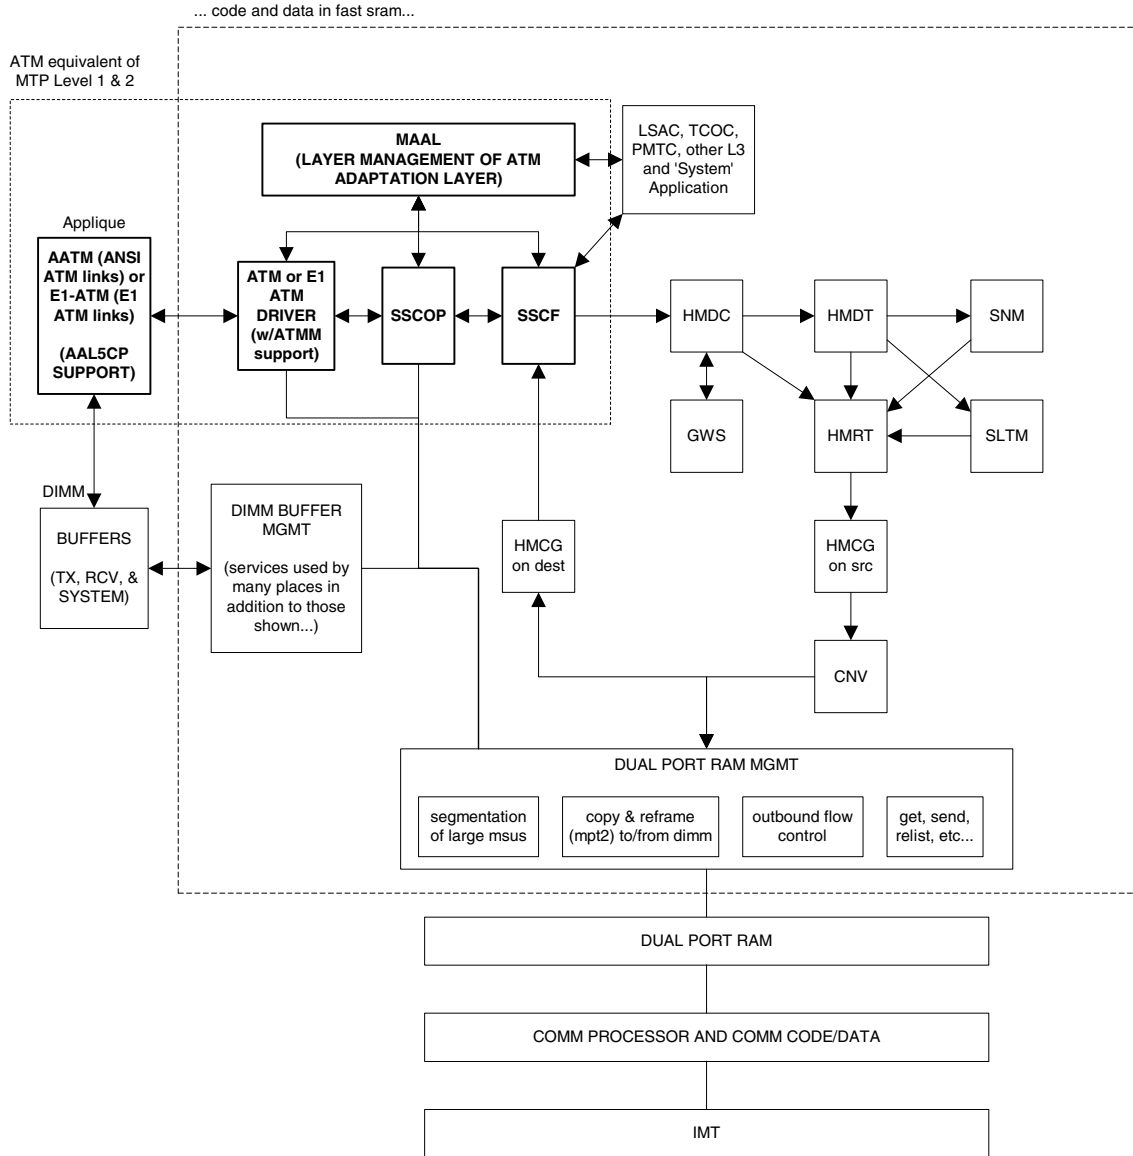 ... code and data in fast sram...
ATM equivalent of
MTP Level 1 & 2
MAAL
(LAYER MANAGEMENT OF ATM
ADAPTATION LAYER)
LSAC, TCOC,
PMTC, other L3
and 'System'
Application
Applique
AATM (ANSI
ATM links) or
E1-ATM (E1
ATM links)
(AAL5CP
SUPPORT)
ATM or E1
ATM
DRIVER
(w/ATMM
support)
SSCOP
SSCF
HMDC
HMDT
SNM
GWS
HMRT
SLTM
DIMM
BUFFERS
(TX, RCV, &
SYSTEM)
DIMM BUFFER
MGMT
(services used by
many places in
addition to those
shown...)
HMCG
on dest
HMCG
on src
CNV
DUAL PORT RAM MGMT
segmentation
of large msus
copy & reframe
(mpt2) to/from dimm
outbound flow
control
get, send,
relist, etc...
DUAL PORT RAM
COMM PROCESSOR AND COMM CODE/DATA
IMT